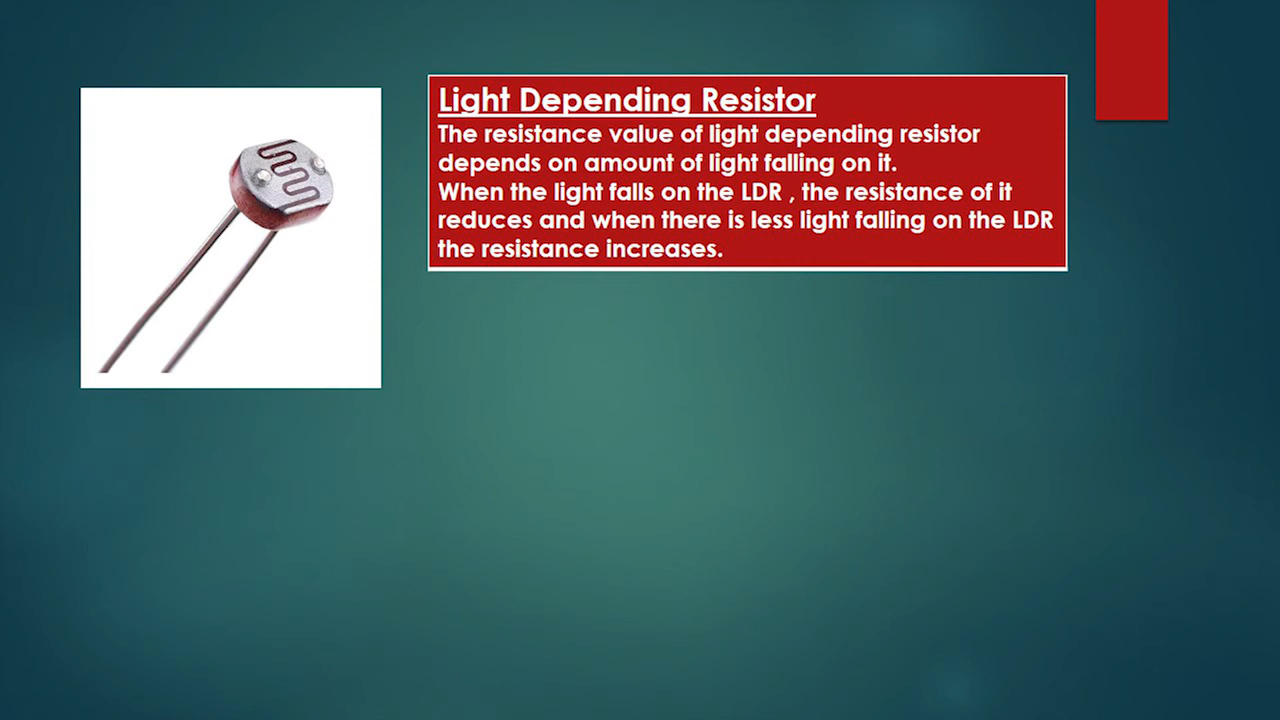 Light Depending Resistor
The resistance value of light depending resistor
depends on amount of light falling on it.
When the light falls on the LDR , the resistance of it
reduces and when there is less light falling on the LDR
the resistance increases.